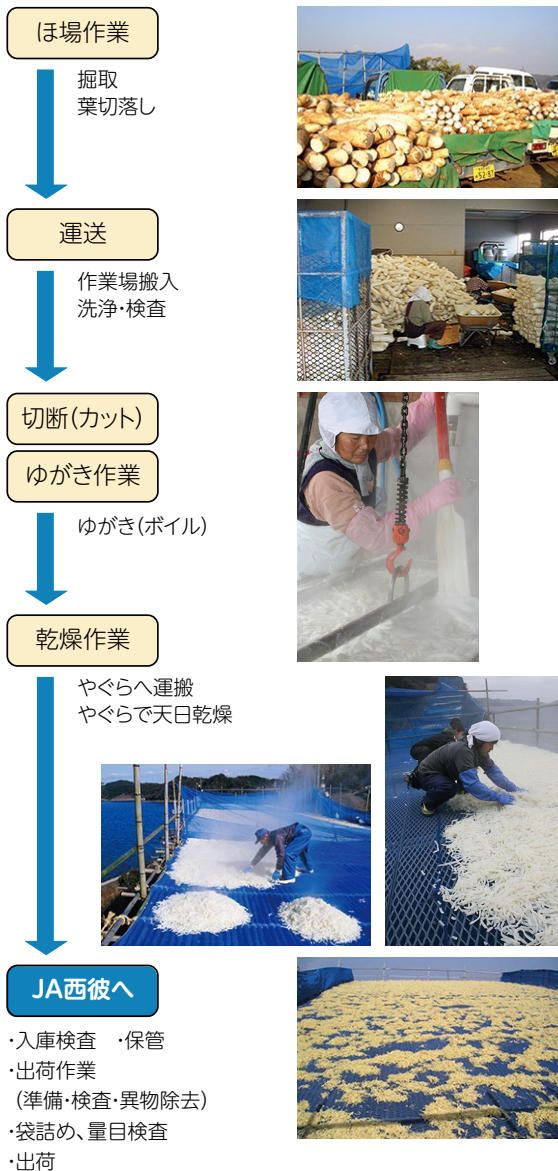 ほ場作業
掘取
葉切落し
52-87
運送
作業場搬入
洗浄・検査
切断(カット)
ゆがき作業
ゆがき(ボイル)
乾燥作業
やぐらへ運搬
やぐらで天日乾燥
JA西彼へ
・入庫検査　・保管
・出荷作業
(準備・検査・異物除去)
・袋詰め、量目検査
・出荷